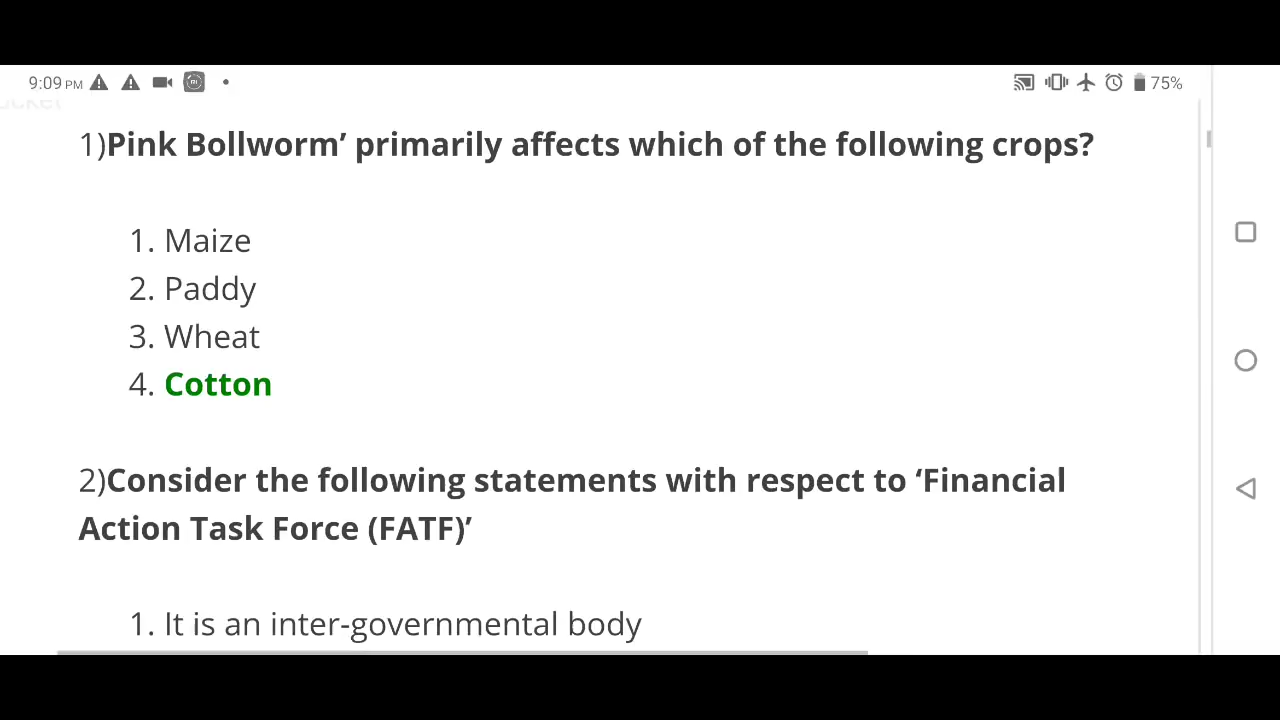 9:09 PM
75%
1)Pink Bollworm’ primarily affects which of the following crops?
1. Maize
2. Paddy
3. Wheat
4. Cotton
2)Consider the following statements with respect to ‘Financial
Action Task Force (FATF)’
1. It is an inter-governmental body